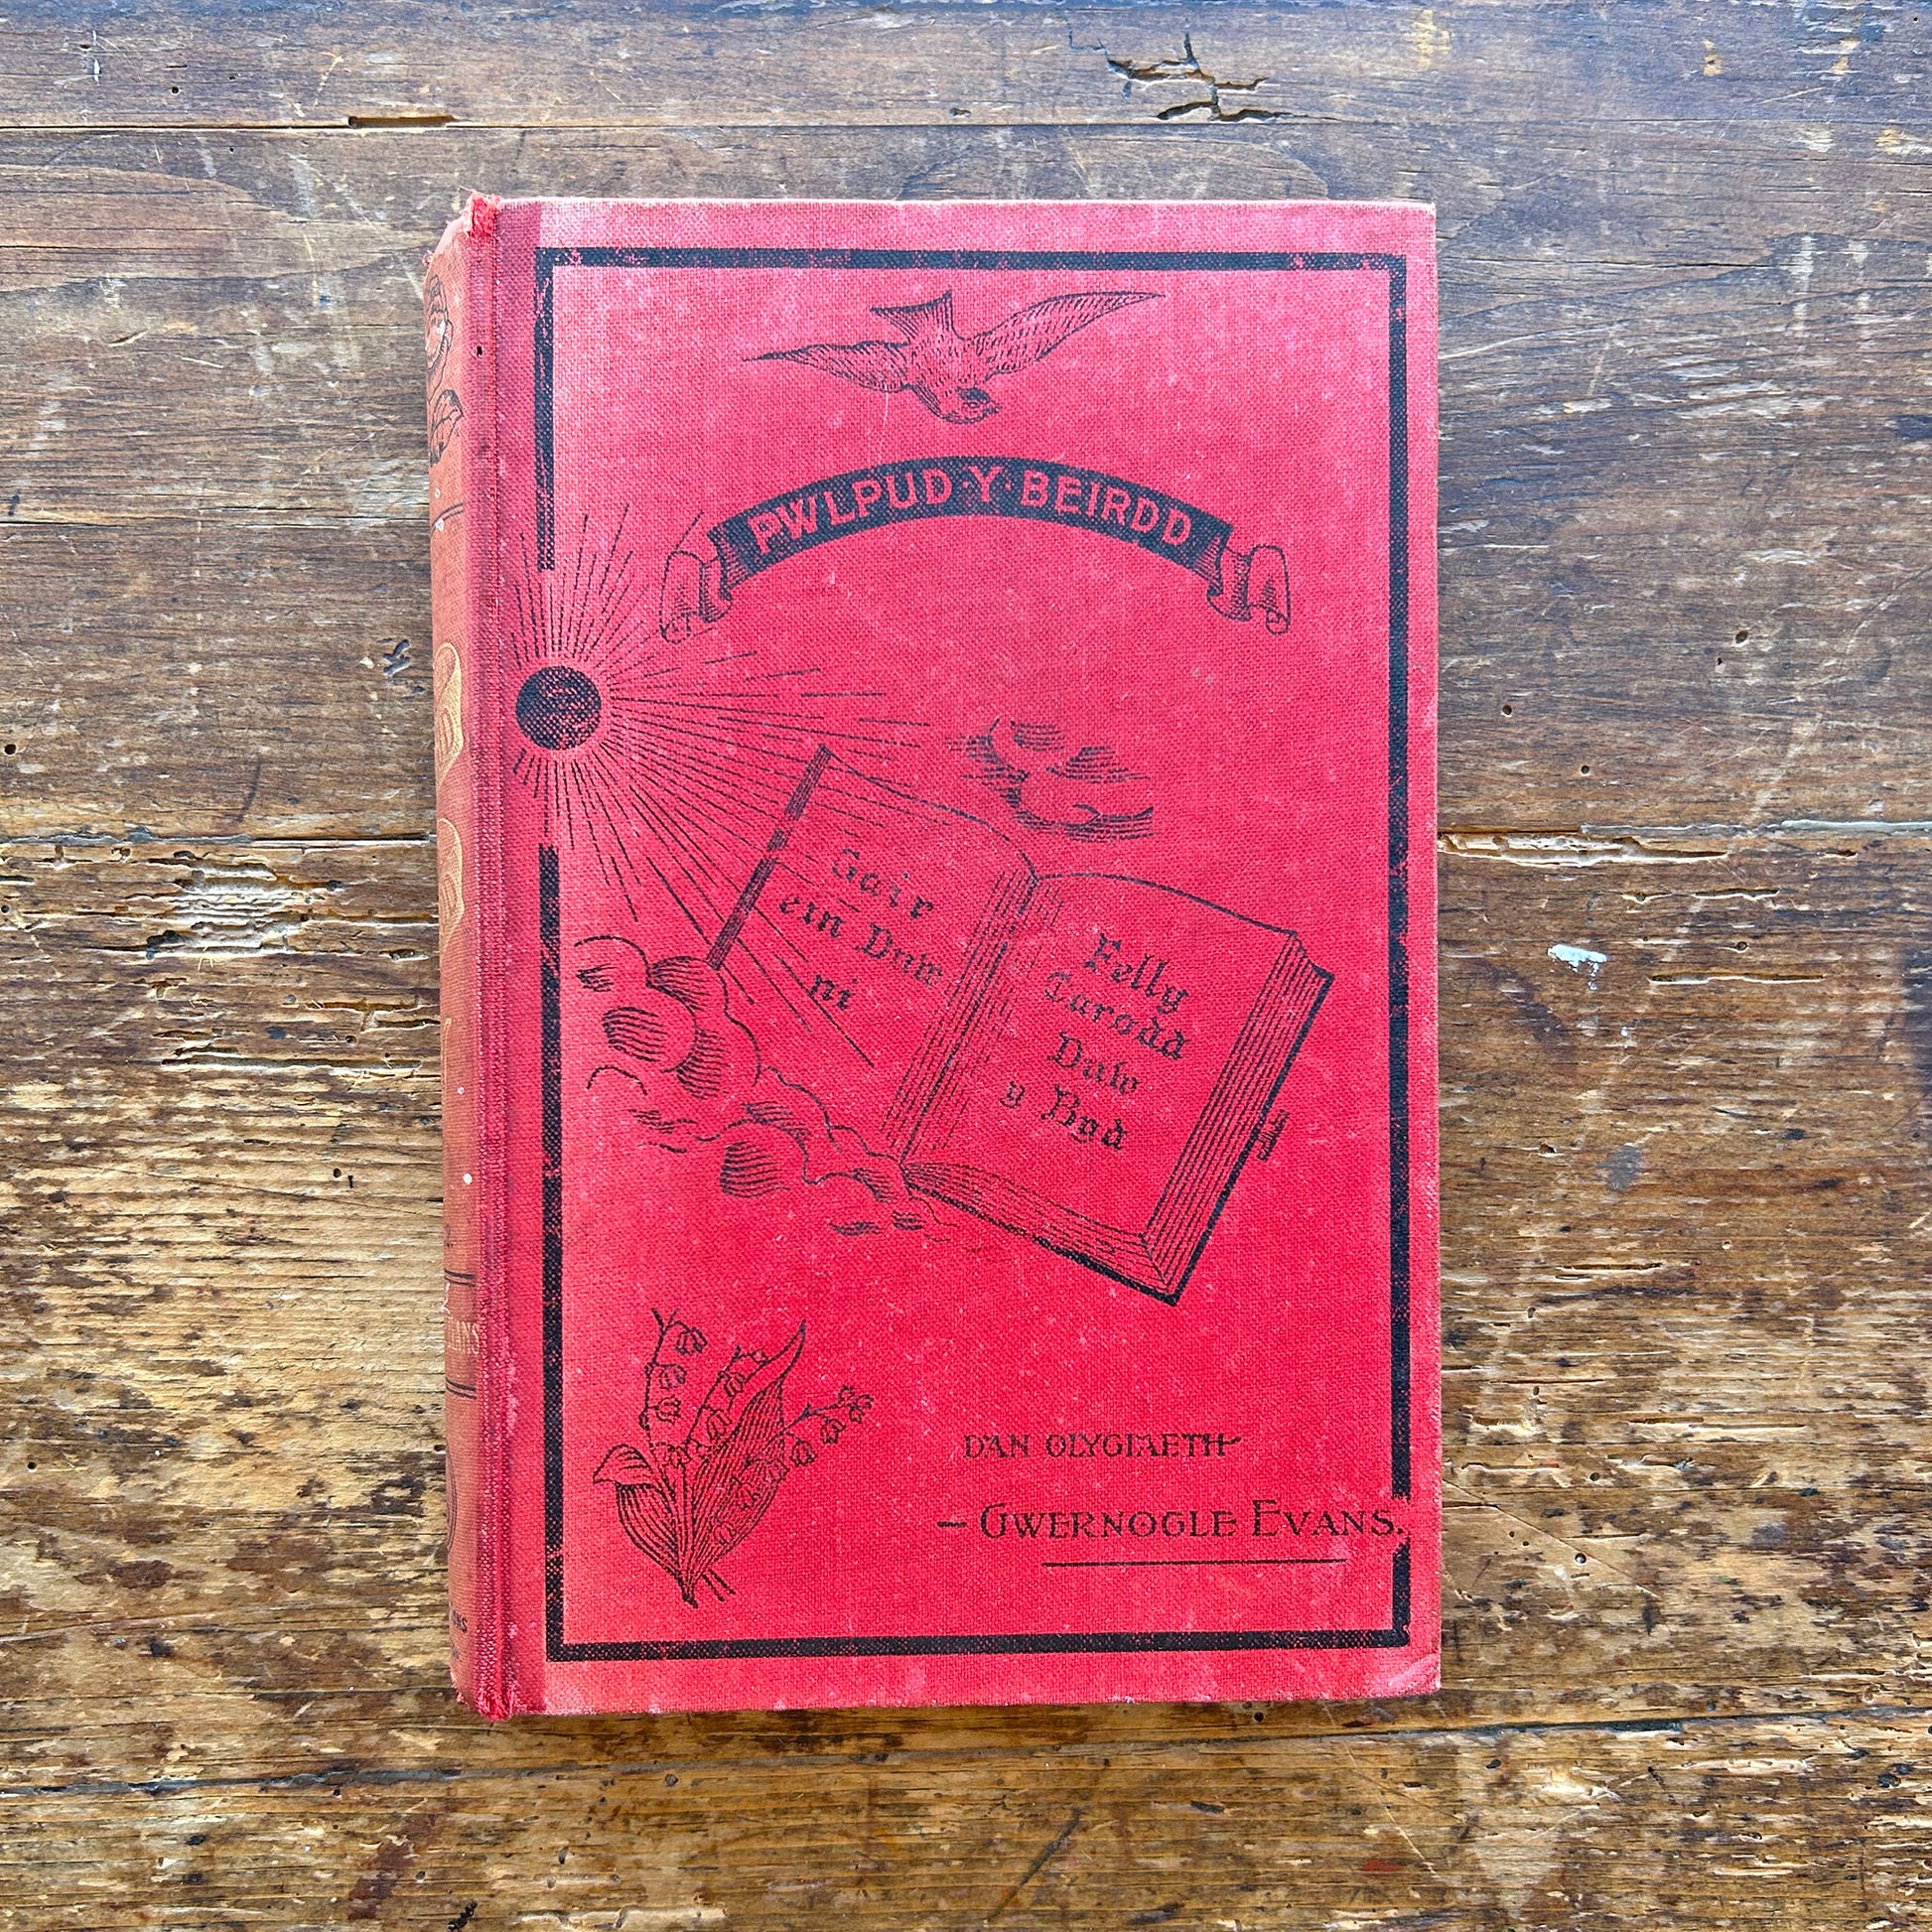 PWLPUD·Y·BEIRDD
Gair
ein Duw
ni
Felly
Carodd
Duw
y Byd
DAN OLYGIAETH
– GWERNOGLE EVANS.